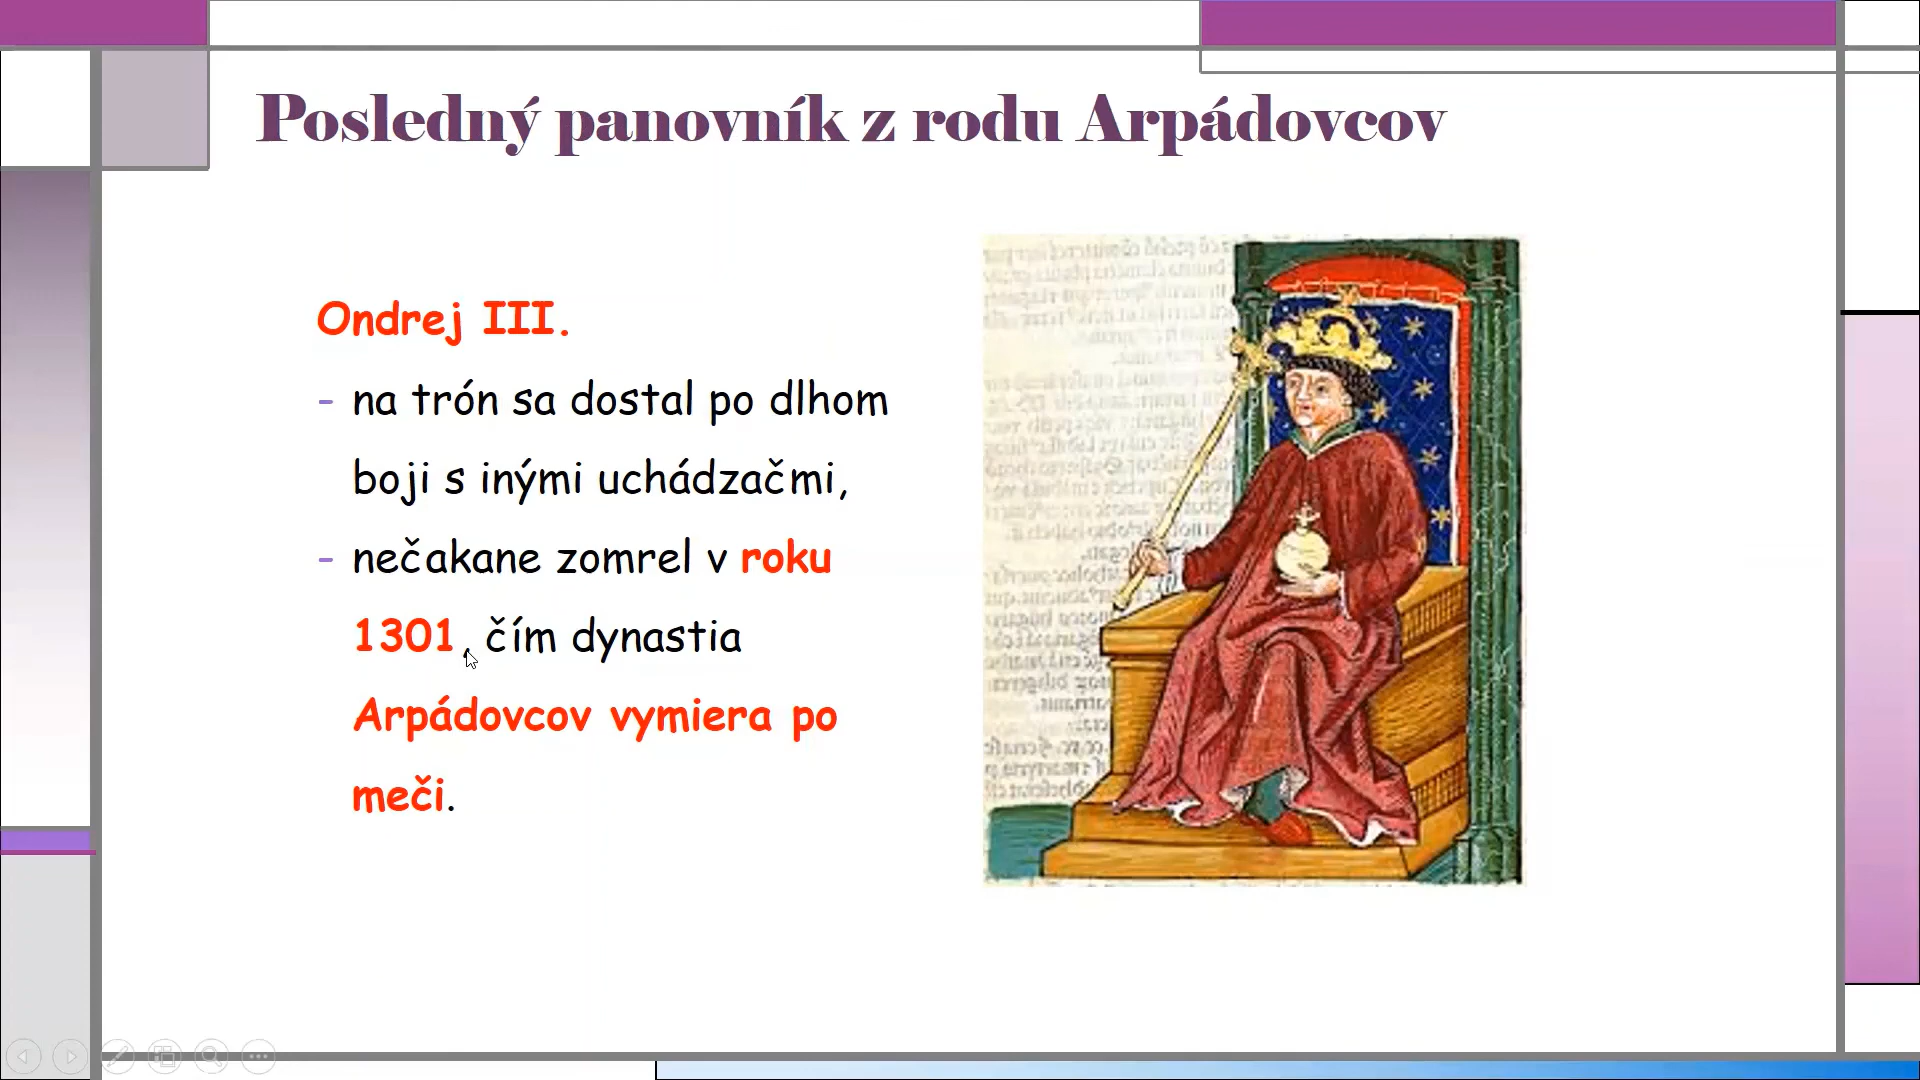 Posledný panovník z rodu Arpádovcov
Ondrej III.
- na trón sa dostal po dlhom
boji s inými uchádzačmi,
- nečakane zomrel v roku
1301, čím dynastia
Arpádovcov vymiera po
meči.